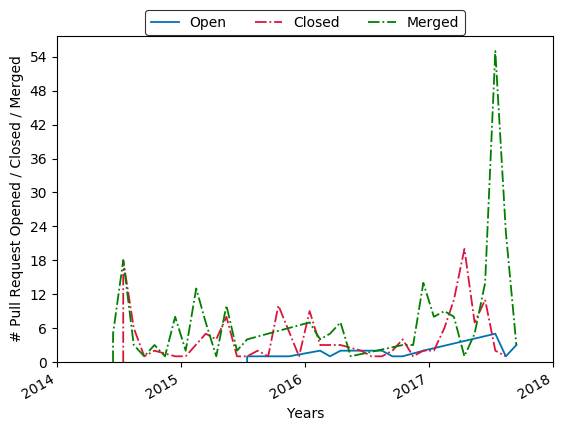 Open Closed Merged
# Pull Request Opened / Closed / Merged
54
48
42
36
30
24
18
12
6
0
2014 2015 2016 2017 2018
Years